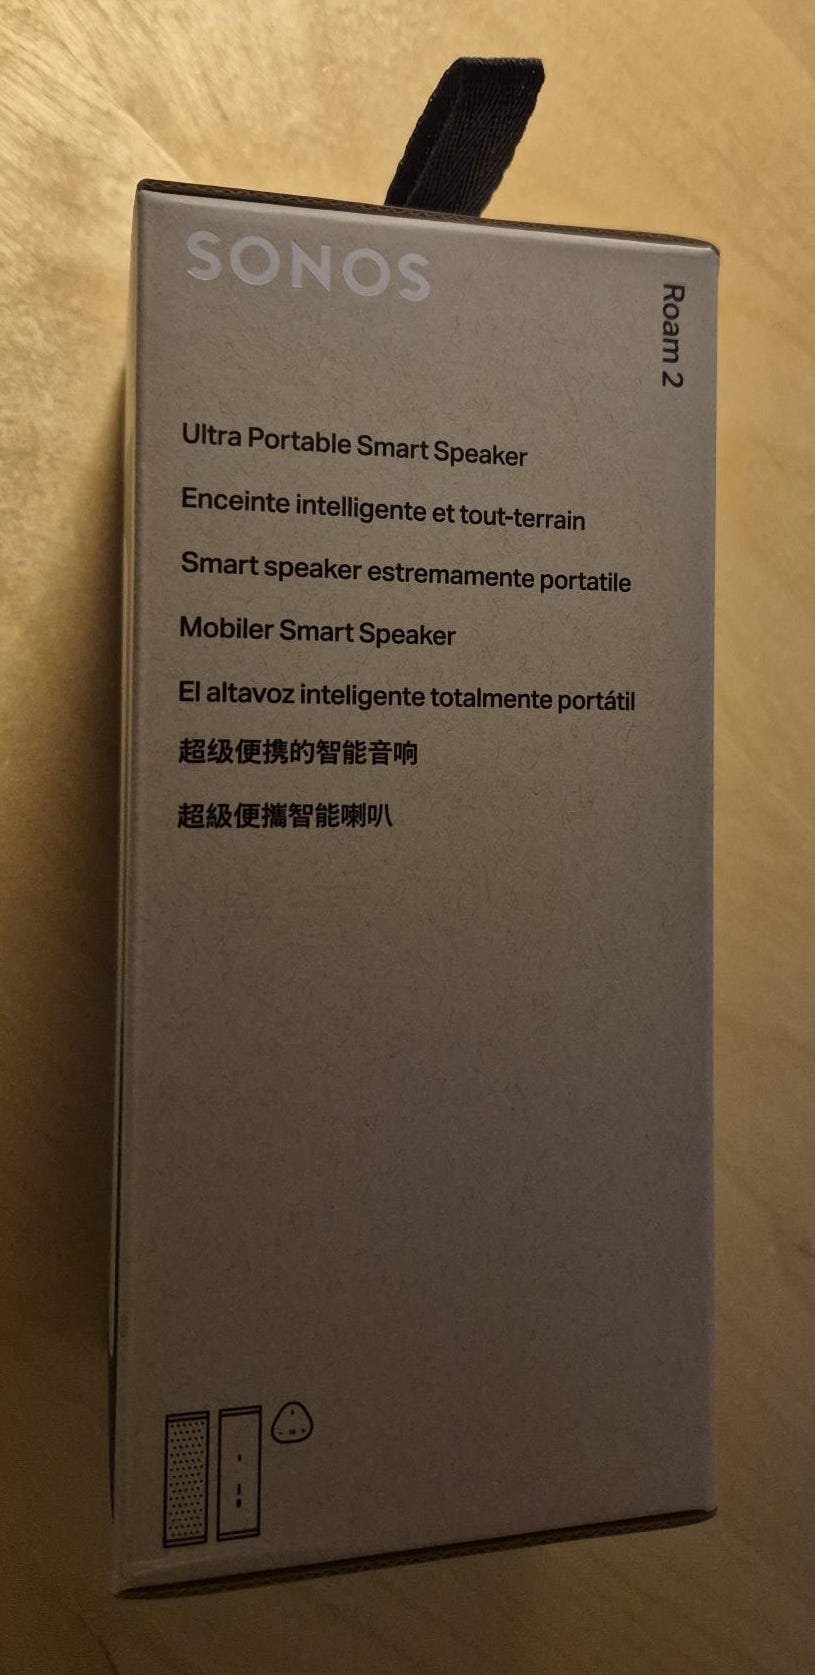 SONOS
Roam 2
Ultra Portable Smart Speaker
Enceinte intelligente et tout-terrain
Smart speaker estremamente portatile
Mobiler Smart Speaker
El altavoz inteligente totalmente portátil
超级便携的智能音响
超級便攜智能喇叭